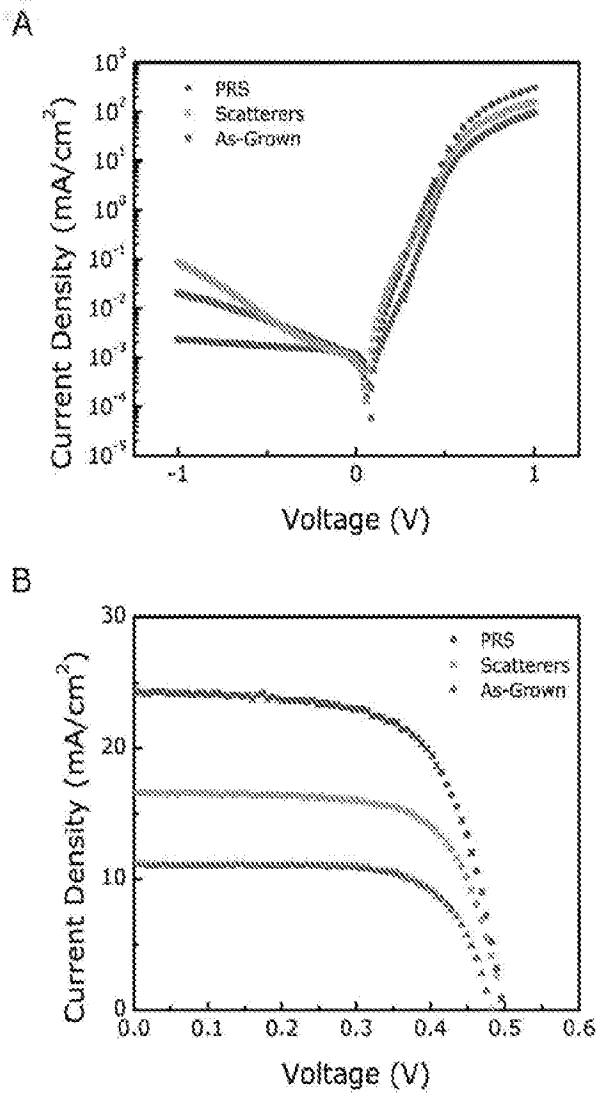 A
10³
10²
10¹
10⁰
10⁻¹
10⁻²
10⁻³
10⁻⁴
10⁻⁵
Current Density (mA/cm²)
PRS
Scatterers
As-Grown
-1 0 1
Voltage (V)
B
30
20
10
0
Current Density (mA/cm²)
PRS
Scatterers
As-Grown
0.0 0.1 0.2 0.3 0.4 0.5 0.6
Voltage (V)